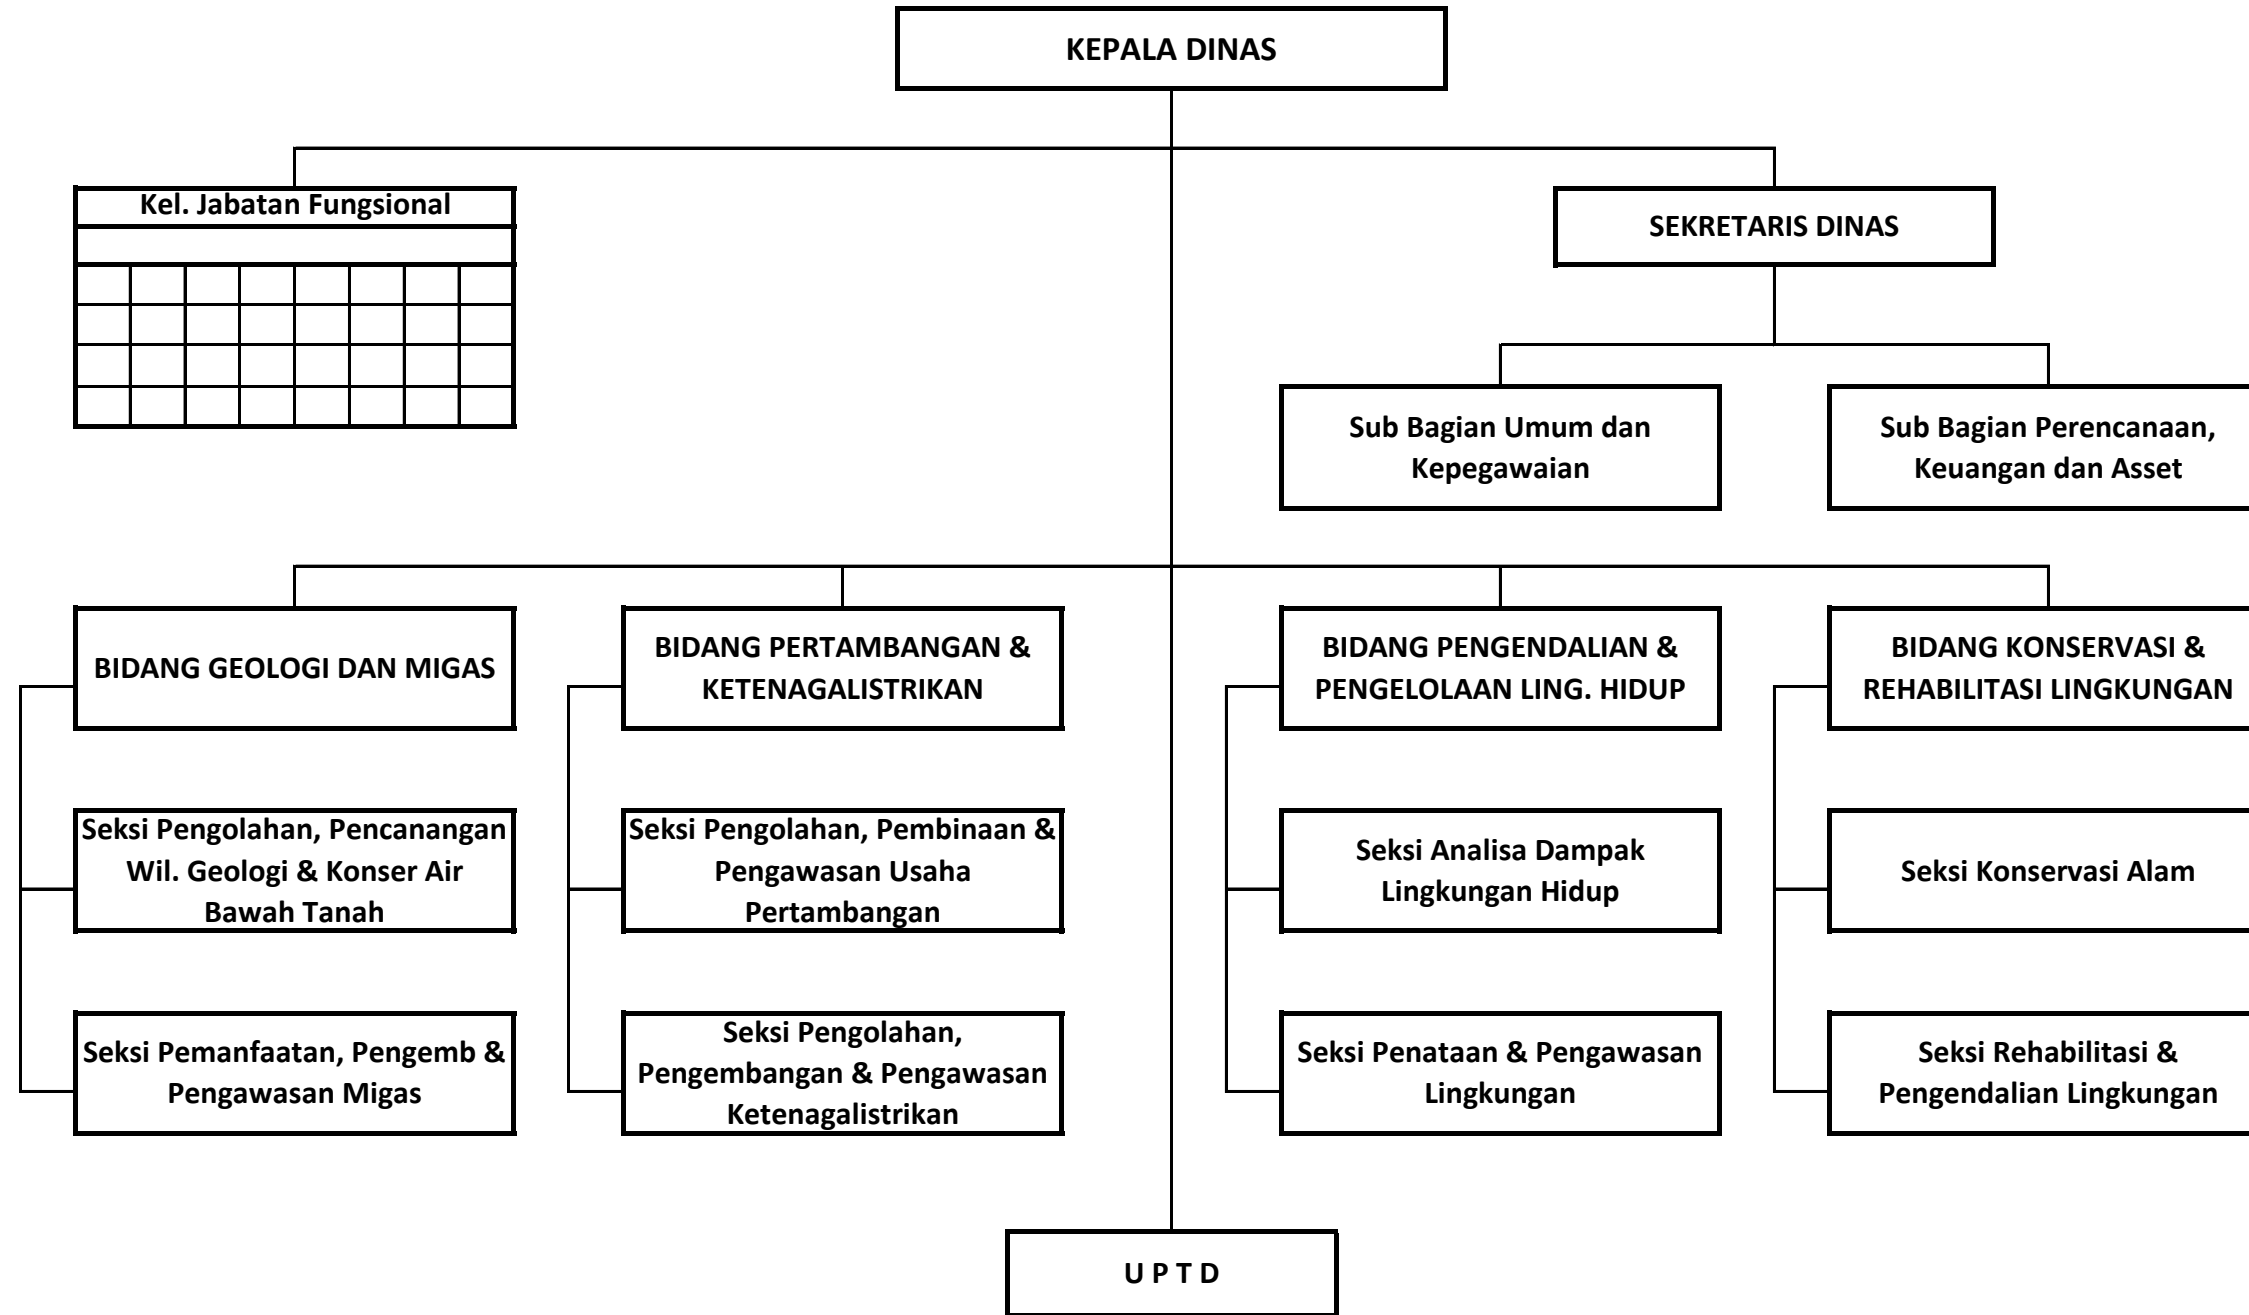 KEPALA DINAS
Kel. Jabatan Fungsional
SEKRETARIS DINAS
Sub Bagian Umum dan
Kepegawaian
Sub Bagian Perencanaan,
Keuangan dan Asset
BIDANG GEOLOGI DAN MIGAS
BIDANG PERTAMBANGAN &
KETENAGALISTRIKAN
BIDANG PENGENDALIAN &
PENGELOLAAN LING. HIDUP
BIDANG KONSERVASI &
REHABILITASI LINGKUNGAN
Seksi Pengolahan, Pencanangan
Wil. Geologi & Konser Air
Bawah Tanah
Seksi Pengolahan, Pembinaan &
Pengawasan Usaha
Pertambangan
Seksi Analisa Dampak
Lingkungan Hidup
Seksi Konservasi Alam
Seksi Pemanfaatan, Pengemb &
Pengawasan Migas
Seksi Pengolahan,
Pengembangan & Pengawasan
Ketenagalistrikan
Seksi Penataan & Pengawasan
Lingkungan
Seksi Rehabilitasi &
Pengendalian Lingkungan
U P T D